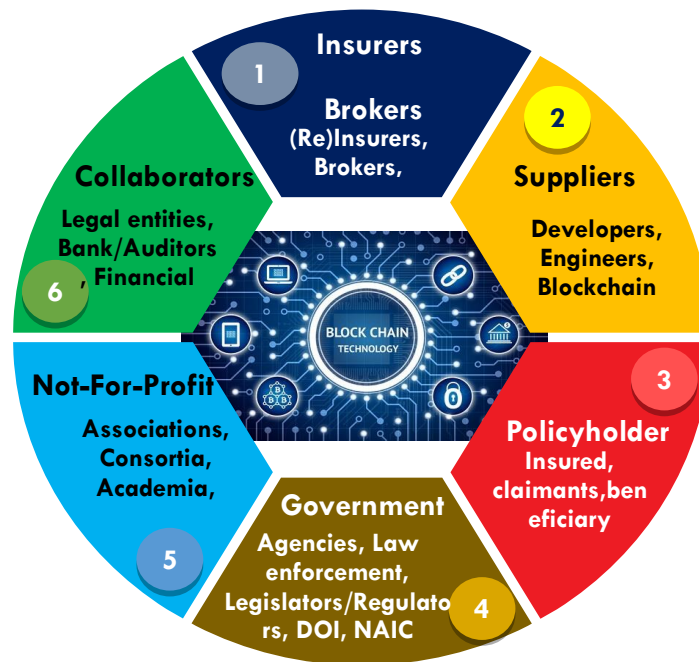 1
Insurers
Brokers
(Re)Insurers,
Brokers,
2
Suppliers
Developers,
Engineers,
Blockchain
3
Policyholder
Insured,
claimants,ben
eficiary
4
Government
Agencies, Law
enforcement,
Legislators/Regulato
rs, DOI, NAIC
5
Not-For-Profit
Associations,
Consortia,
Academia,
6
Collaborators
Legal entities,
Bank/Auditors
, Financial
BLOCK CHAIN
TECHNOLOGY
B
B B